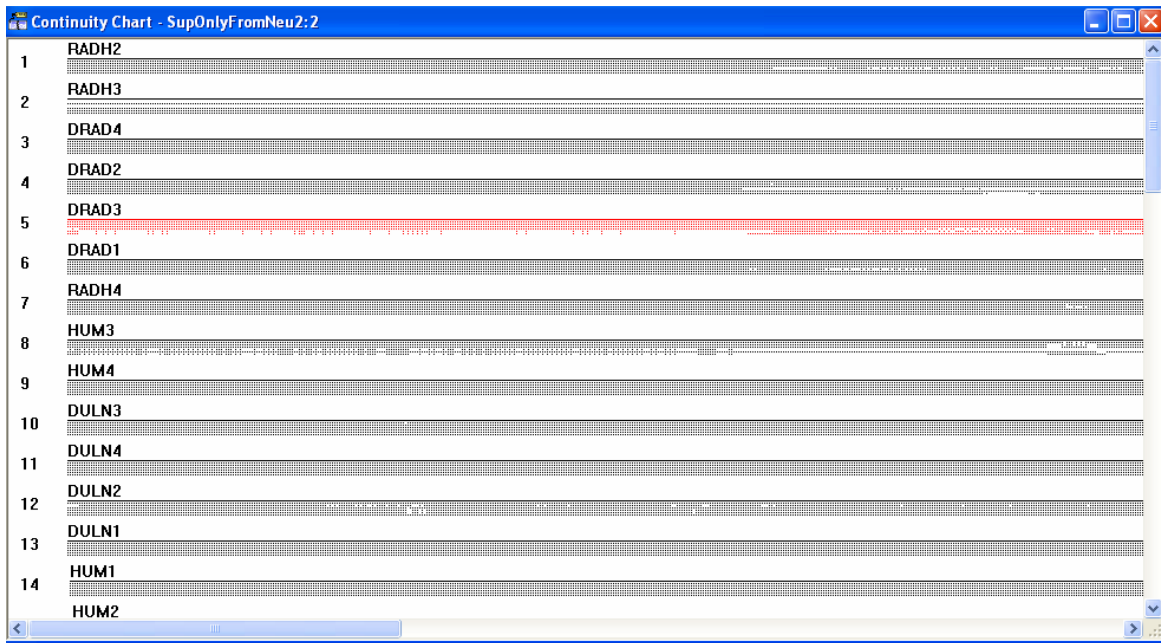 Continuity Chart - SupOnlyFromNeu2:2
RADH2
1
RADH3
2
DRAD4
3
DRAD2
4
DRAD3
5
DRAD1
6
RADH4
7
HUM3
8
HUM4
9
DULN3
10
DULN4
11
DULN2
12
DULN1
13
HUM1
14
HUM2